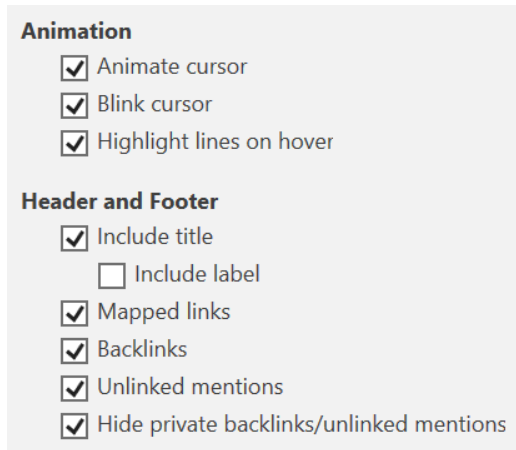 Animation
Animate cursor
Blink cursor
Highlight lines on hover
Header and Footer
Include title
Include label
Mapped links
Backlinks
Unlinked mentions
Hide private backlinks/unlinked mentions